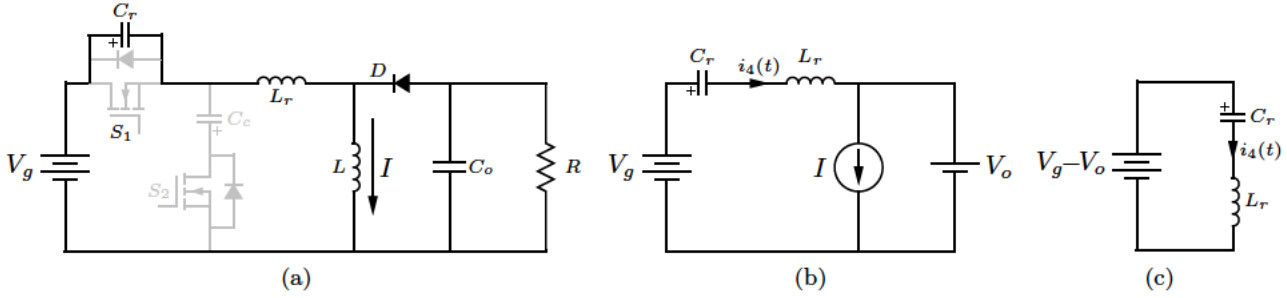 C_r
+
S_1
C_c
+
S_2
V_g
L_r
D
L
I
C_o
R
(a)
C_r
+
i_4(t)
L_r
V_g
I
V_o
(b)
+
C_r
i_4(t)
V_g−V_o
L_r
(c)